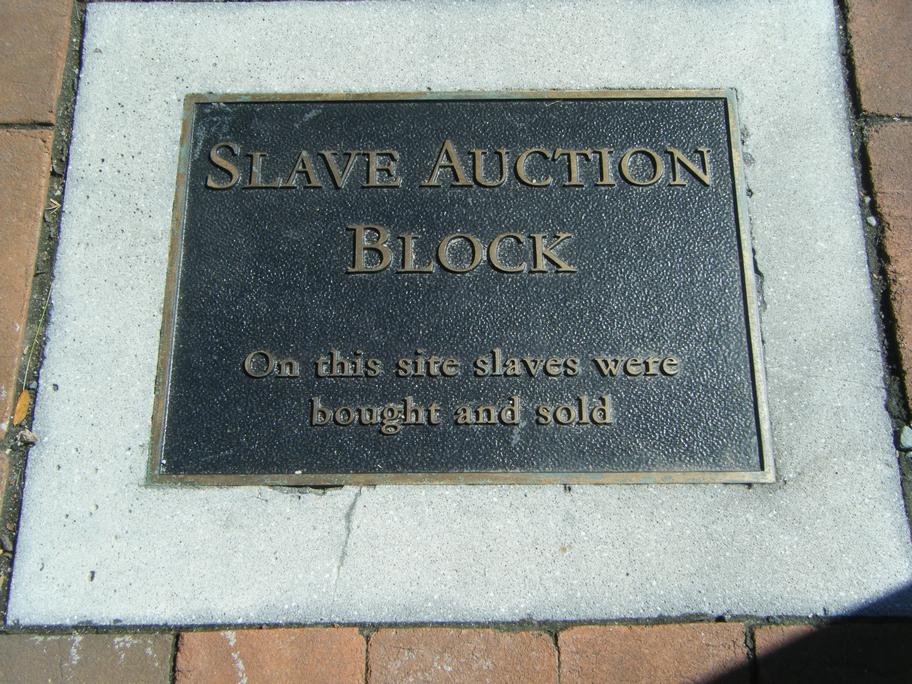 Slave Auction
Block
On this site slaves were
bought and sold